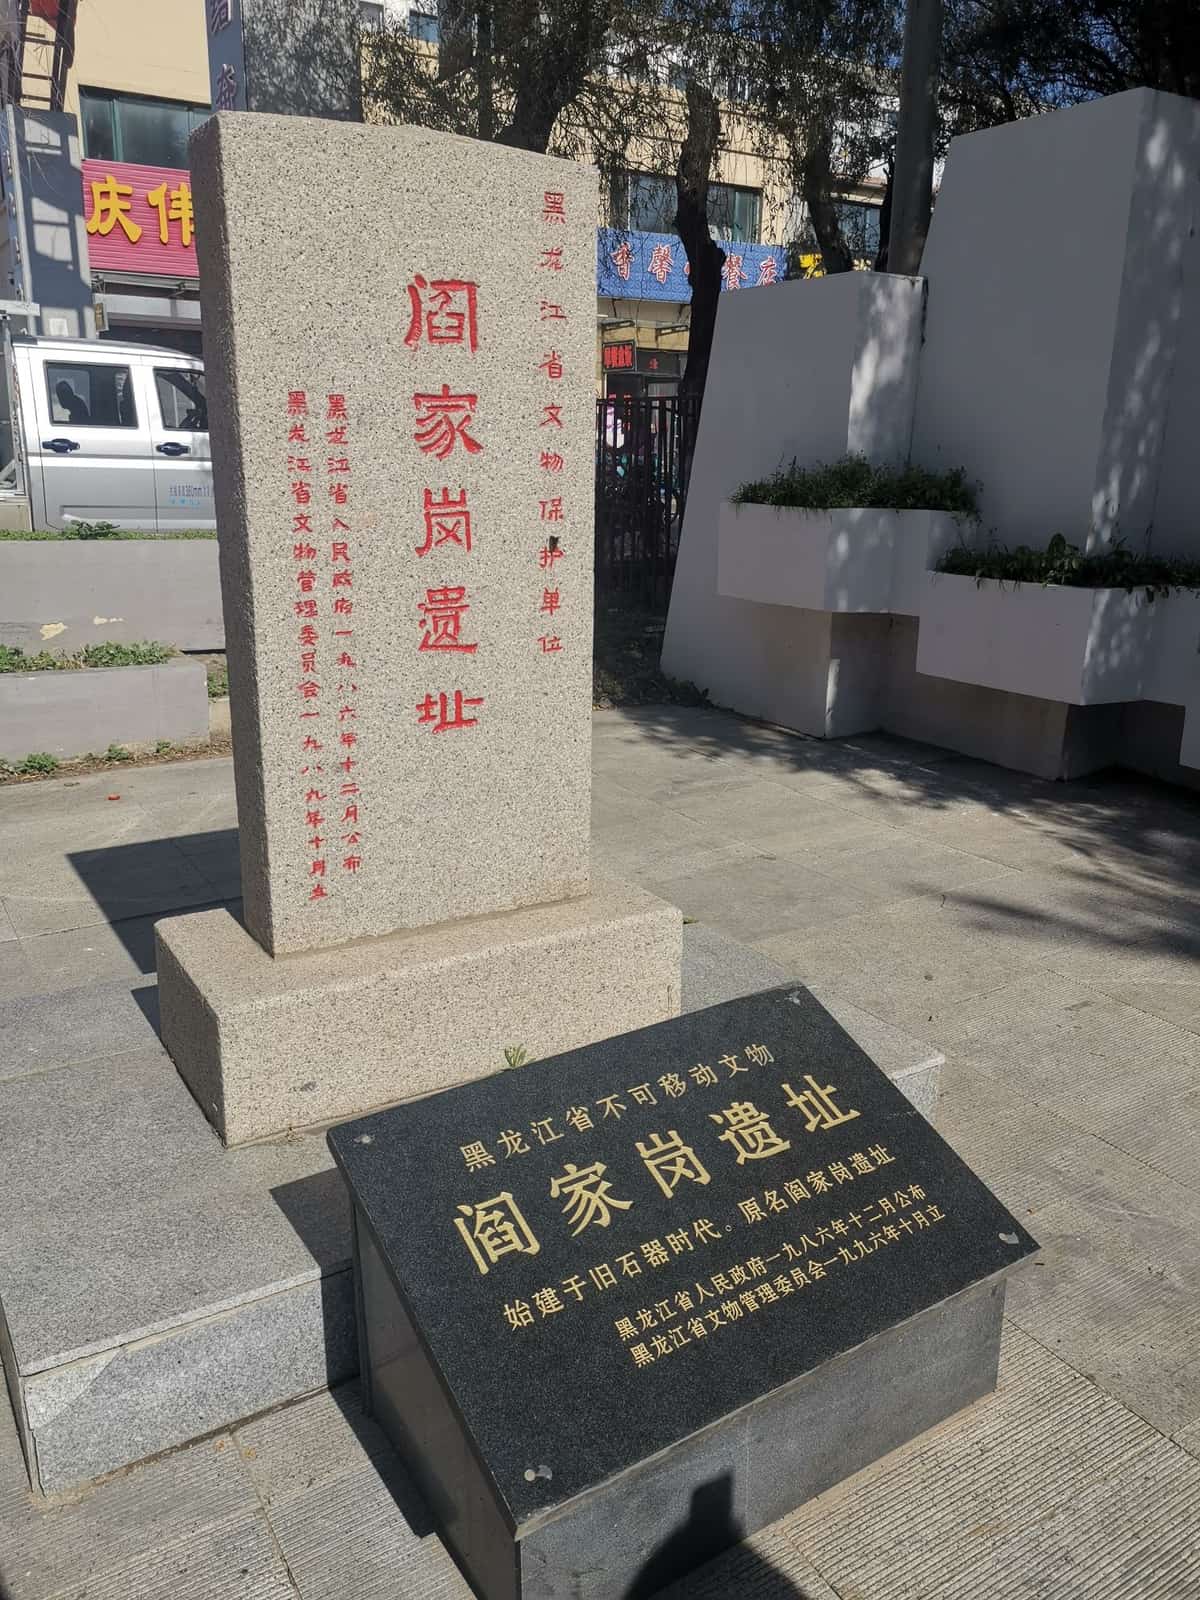 庆伟
香馨
餐店
黑龙江省文物保护单位
阎家岗遗址
黑龙江省人民政府一九八六年十二月公布
黑龙江省文物管理委员会一九八九年十月立
黑龙江省不可移动文物
阎家岗遗址
始建于旧石器时代。原名阎家岗遗址
黑龙江省人民政府一九八六年十二月公布
黑龙江省文物管理委员会一九九六年十月立